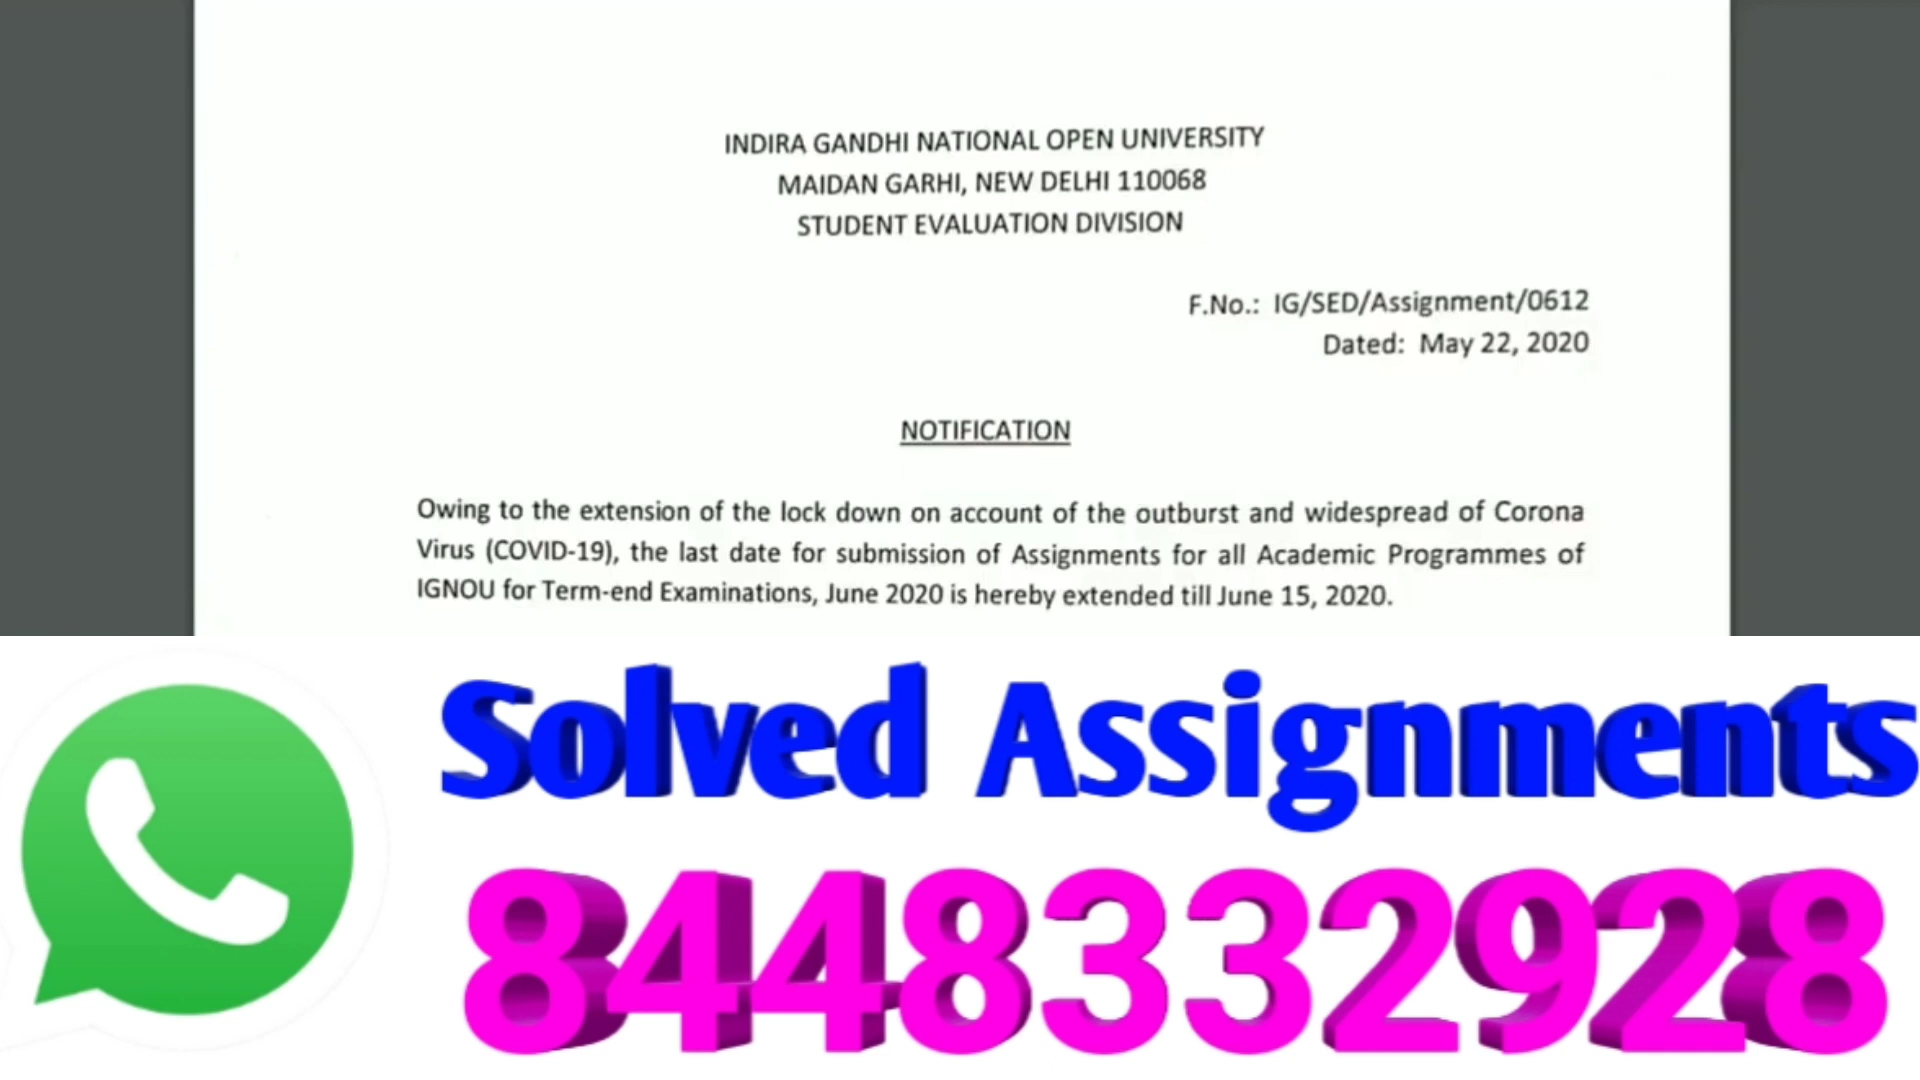 INDIRA GANDHI NATIONAL OPEN UNIVERSITY
MAIDAN GARHI, NEW DELHI 110068
STUDENT EVALUATION DIVISION
F.No.: IG/SED/Assignment/0612
Dated: May 22, 2020
NOTIFICATION
Owing to the extension of the lock down on account of the outburst and widespread of Corona
Virus (COVID-19), the last date for submission of Assignments for all Academic Programmes of
IGNOU for Term-end Examinations, June 2020 is hereby extended till June 15, 2020.
Solved Assignments
8448332928